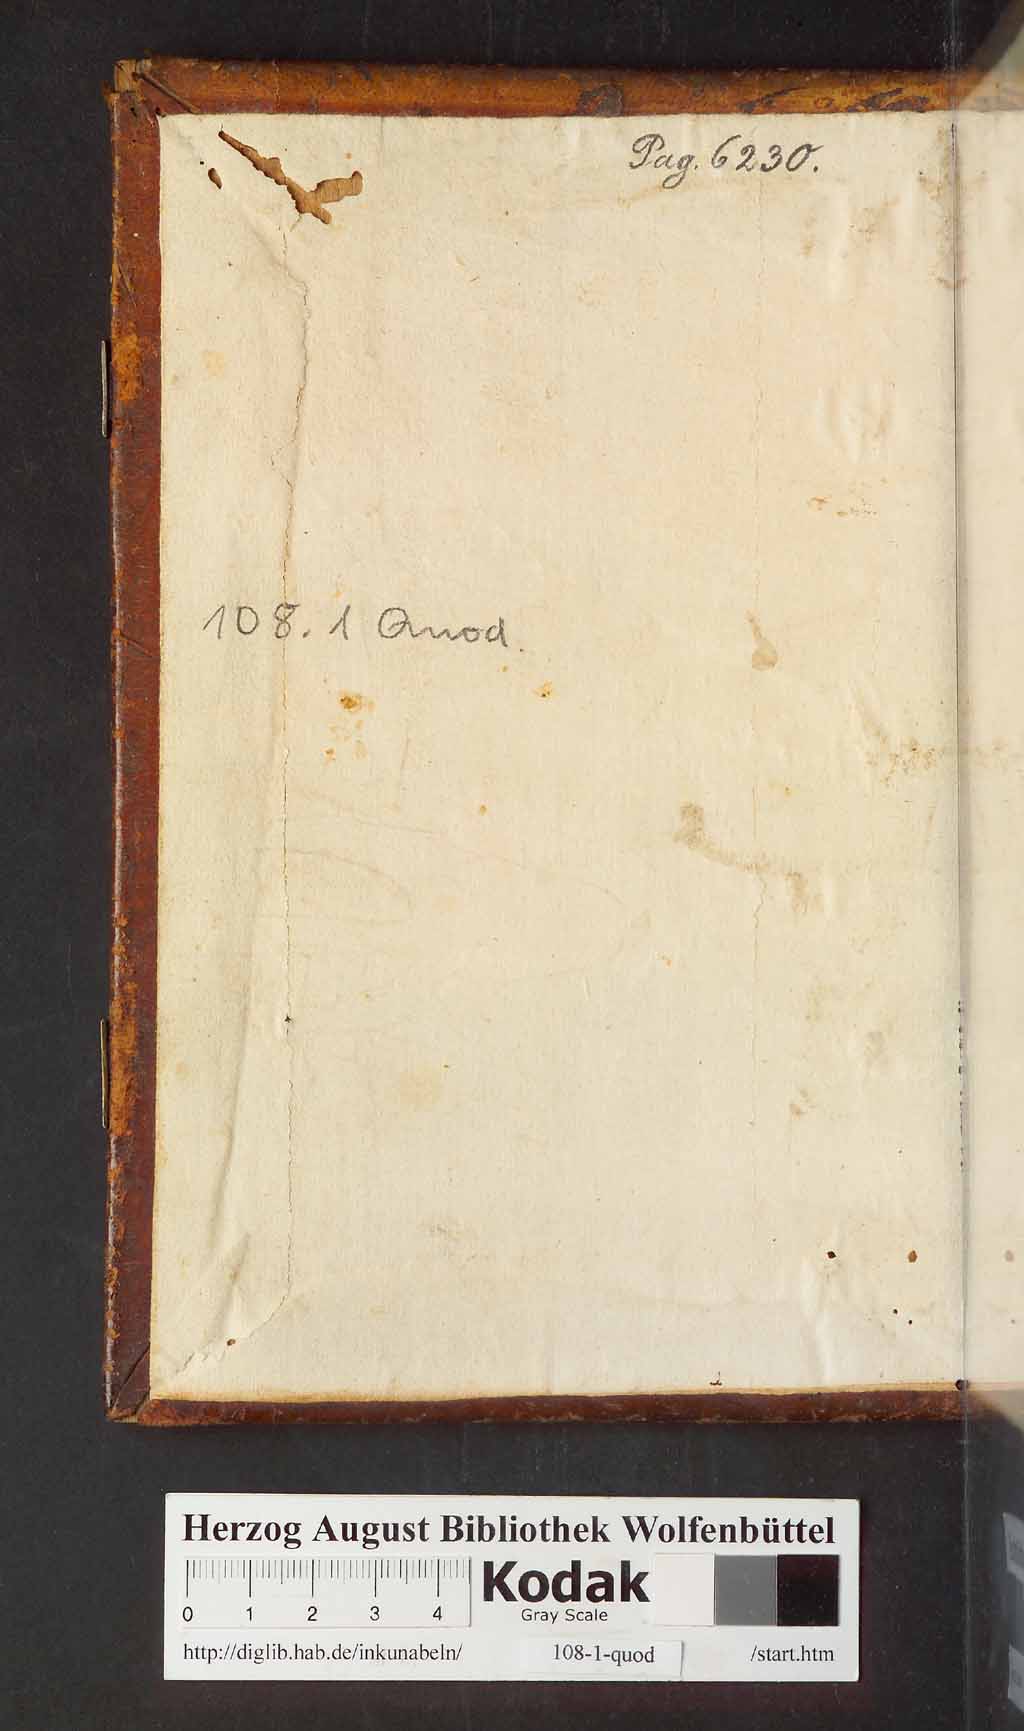 Pag. 6230.
108. 1 Quod.
Herzog August Bibliothek Wolfenbüttel
0 1 2 3 4
Kodak
Gray Scale
http://diglib.hab.de/inkunabeln/ 108-1-quod /start.htm